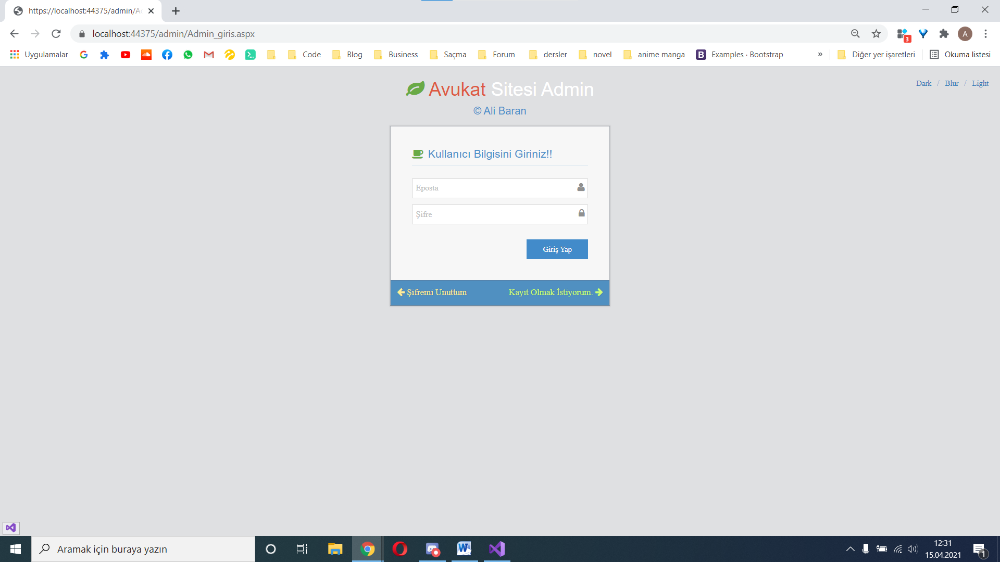 https://localhost:44375/admin/A
localhost:44375/admin/Admin_giris.aspx
3
A
Uygulamalar
Code
Blog
Business
Saçma
Forum
dersler
novel
anime manga
B
Examples · Bootstrap
»
Diğer yer işaretleri
Okuma listesi
Avukat Sitesi Admin
© Ali Baran
Dark / Blur / Light
Kullanıcı Bilgisini Giriniz!!
Eposta
Şifre
Giriş Yap
Şifremi Unuttum
Kayıt Olmak İstiyorum.
Aramak için buraya yazın
12:31
15.04.2021
1